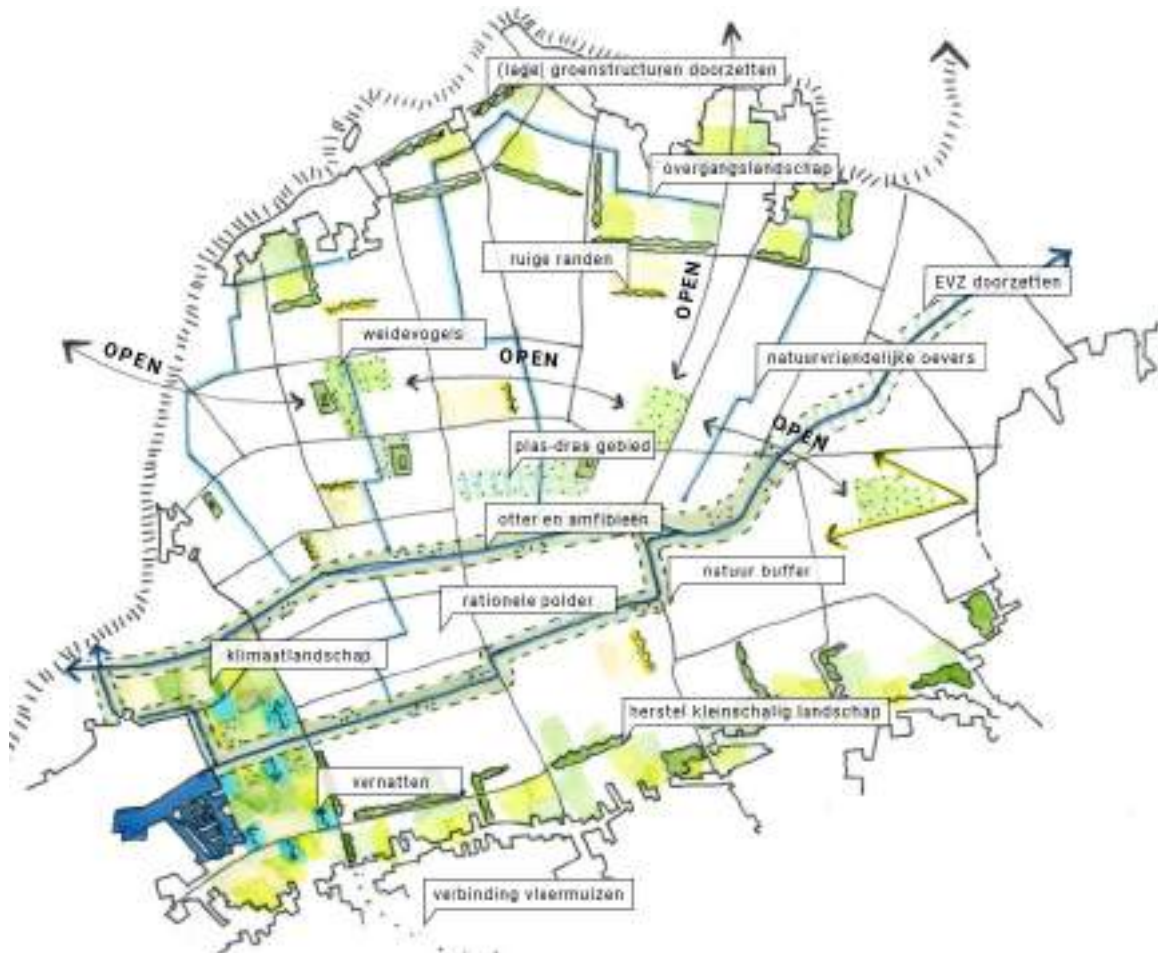 (lage) groenstructuren doorzetten
overgangslandschap
ruige randen
OPEN
EVZ doorzetten
weidevogels
OPEN
OPEN
natuurvriendelijke oevers
OPEN
plas-dras gebied
otter en amfibieën
natuur buffer
rationele polder
klimaatlandschap
herstel kleinschalig landschap
vernatten
verbinding vleermuizen